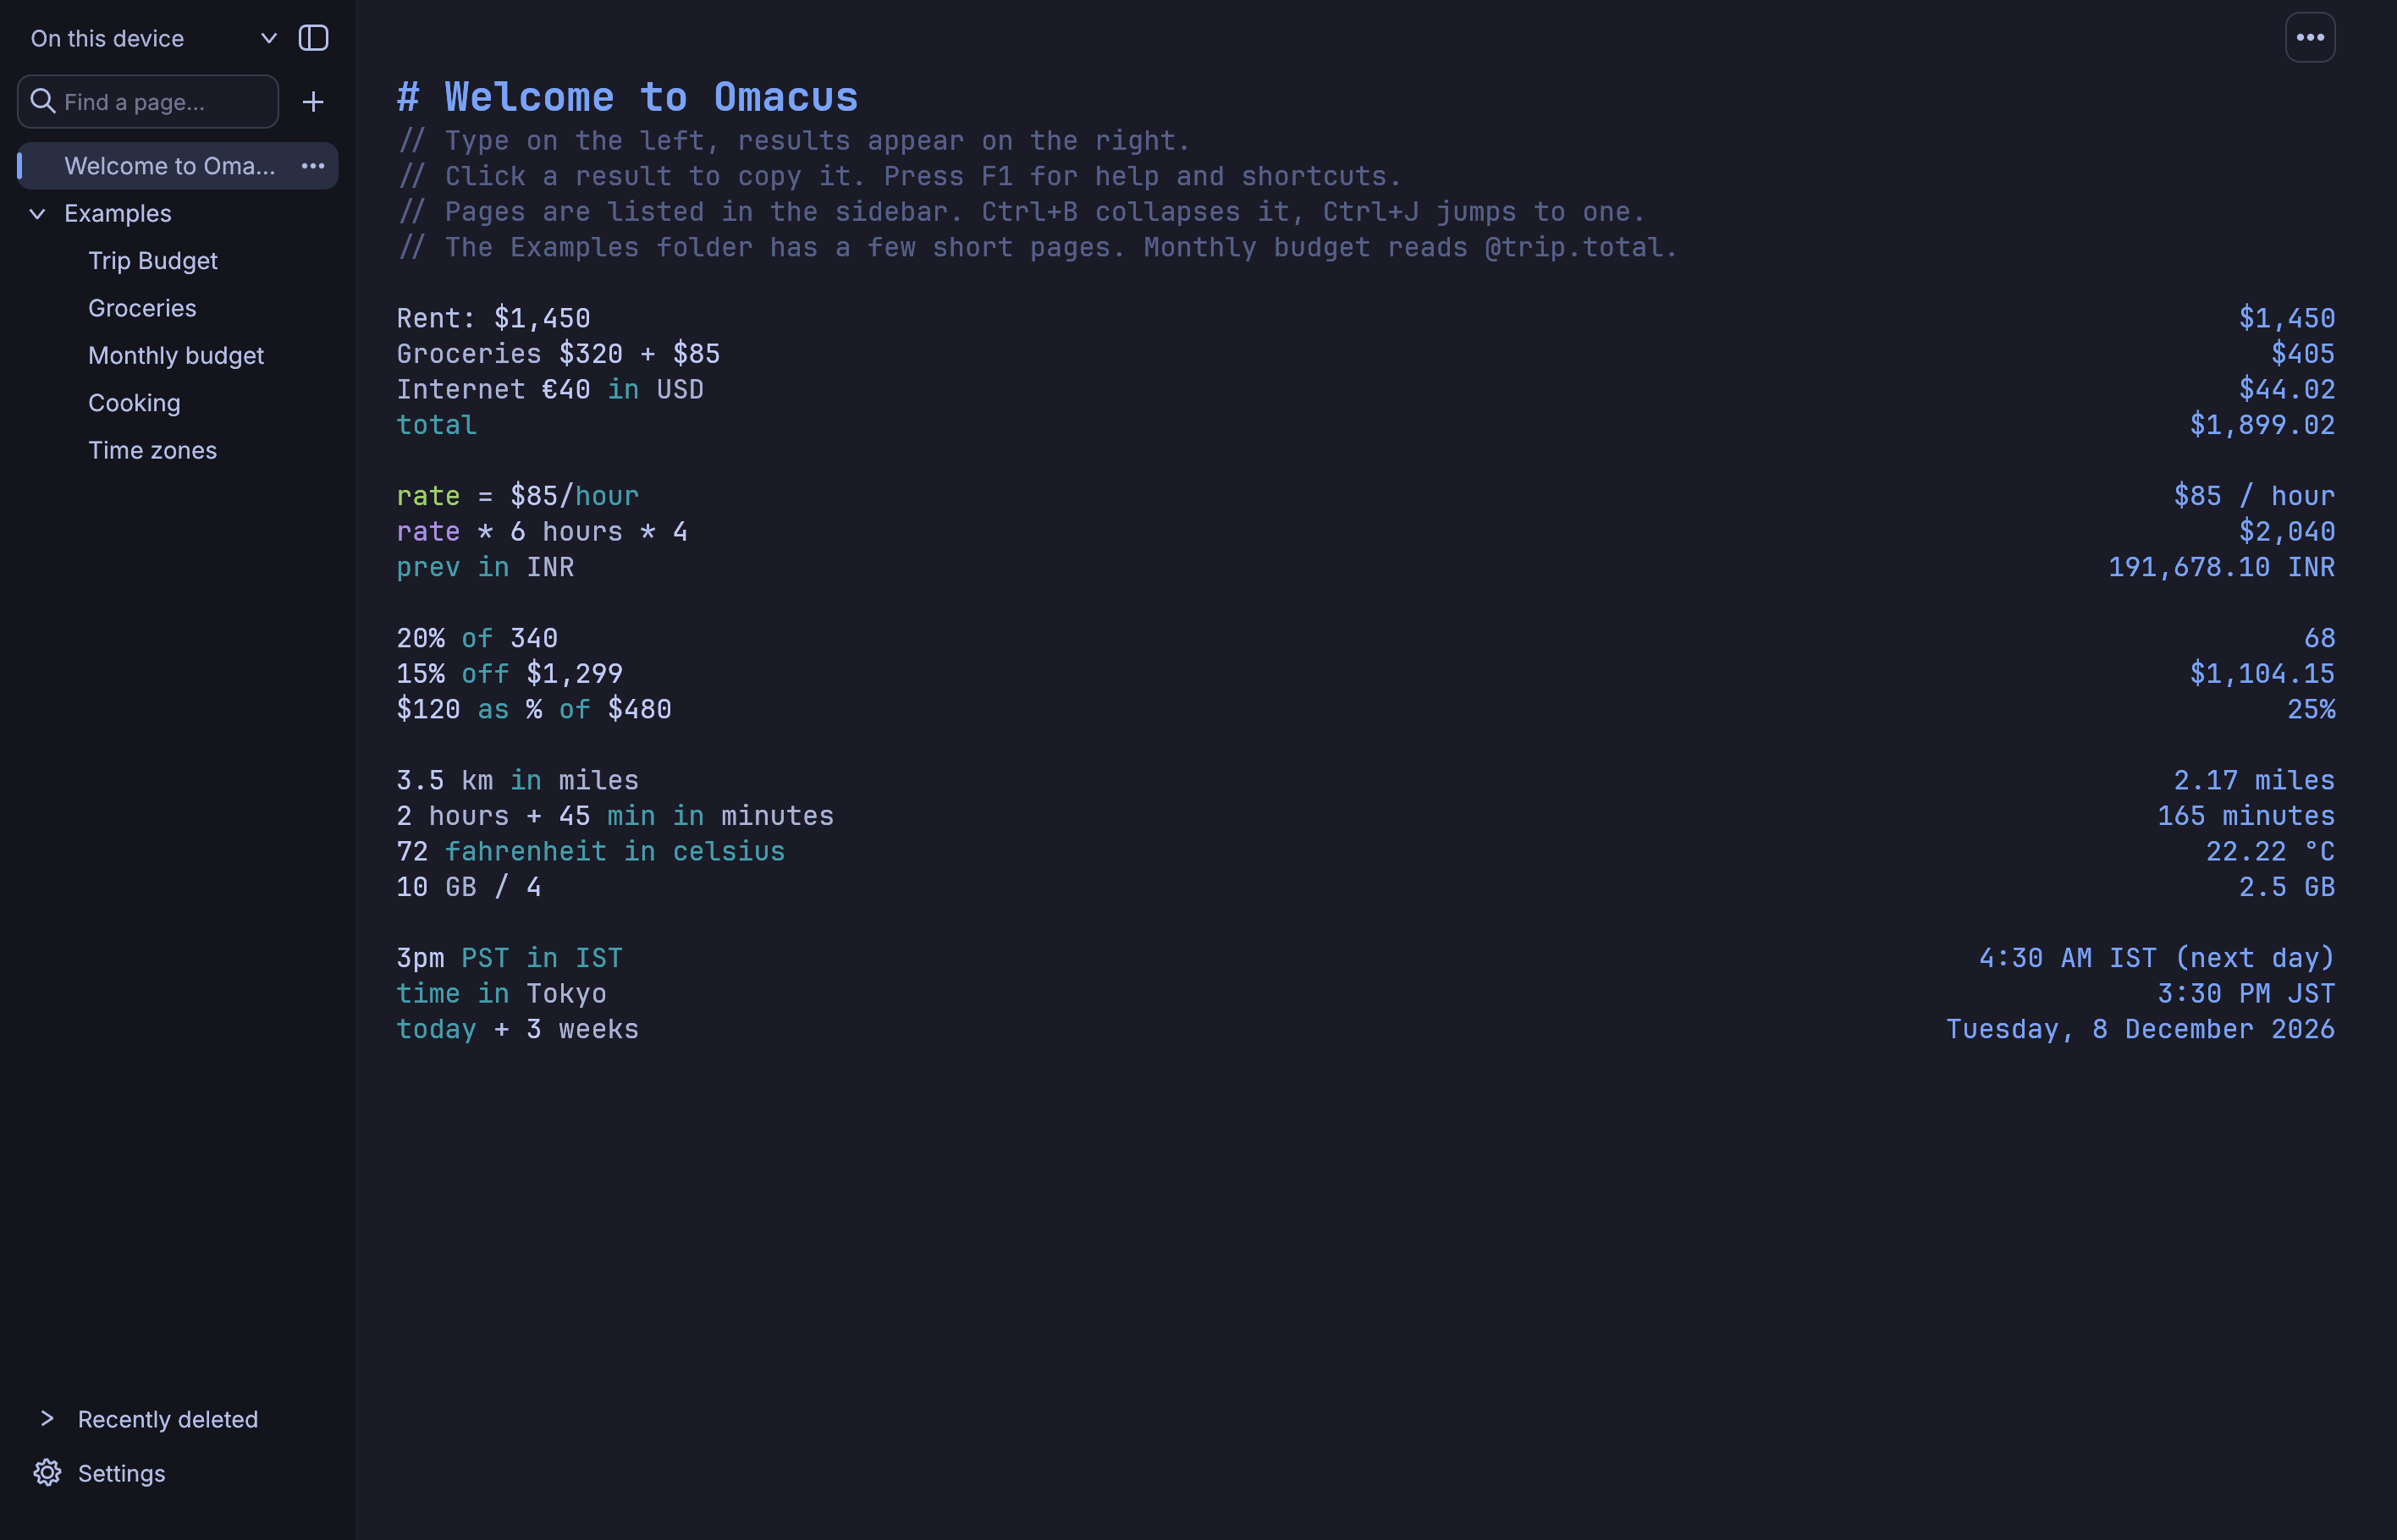 On this device
Find a page...
Welcome to Oma...
Examples
Trip Budget
Groceries
Monthly budget
Cooking
Time zones
Recently deleted
Settings
# Welcome to Omacus
// Type on the left, results appear on the right.
// Click a result to copy it. Press F1 for help and shortcuts.
// Pages are listed in the sidebar. Ctrl+B collapses it, Ctrl+J jumps to one.
// The Examples folder has a few short pages. Monthly budget reads @trip.total.
Rent: $1,450 $1,450
Groceries $320 + $85 $405
Internet €40 in USD $44.02
total $1,899.02
rate = $85/hour $85 / hour
rate * 6 hours * 4 $2,040
prev in INR 191,678.10 INR
20% of 340 68
15% off $1,299 $1,104.15
$120 as % of $480 25%
3.5 km in miles 2.17 miles
2 hours + 45 min in minutes 165 minutes
72 fahrenheit in celsius 22.22 °C
10 GB / 4 2.5 GB
3pm PST in IST 4:30 AM IST (next day)
time in Tokyo 3:30 PM JST
today + 3 weeks Tuesday, 8 December 2026